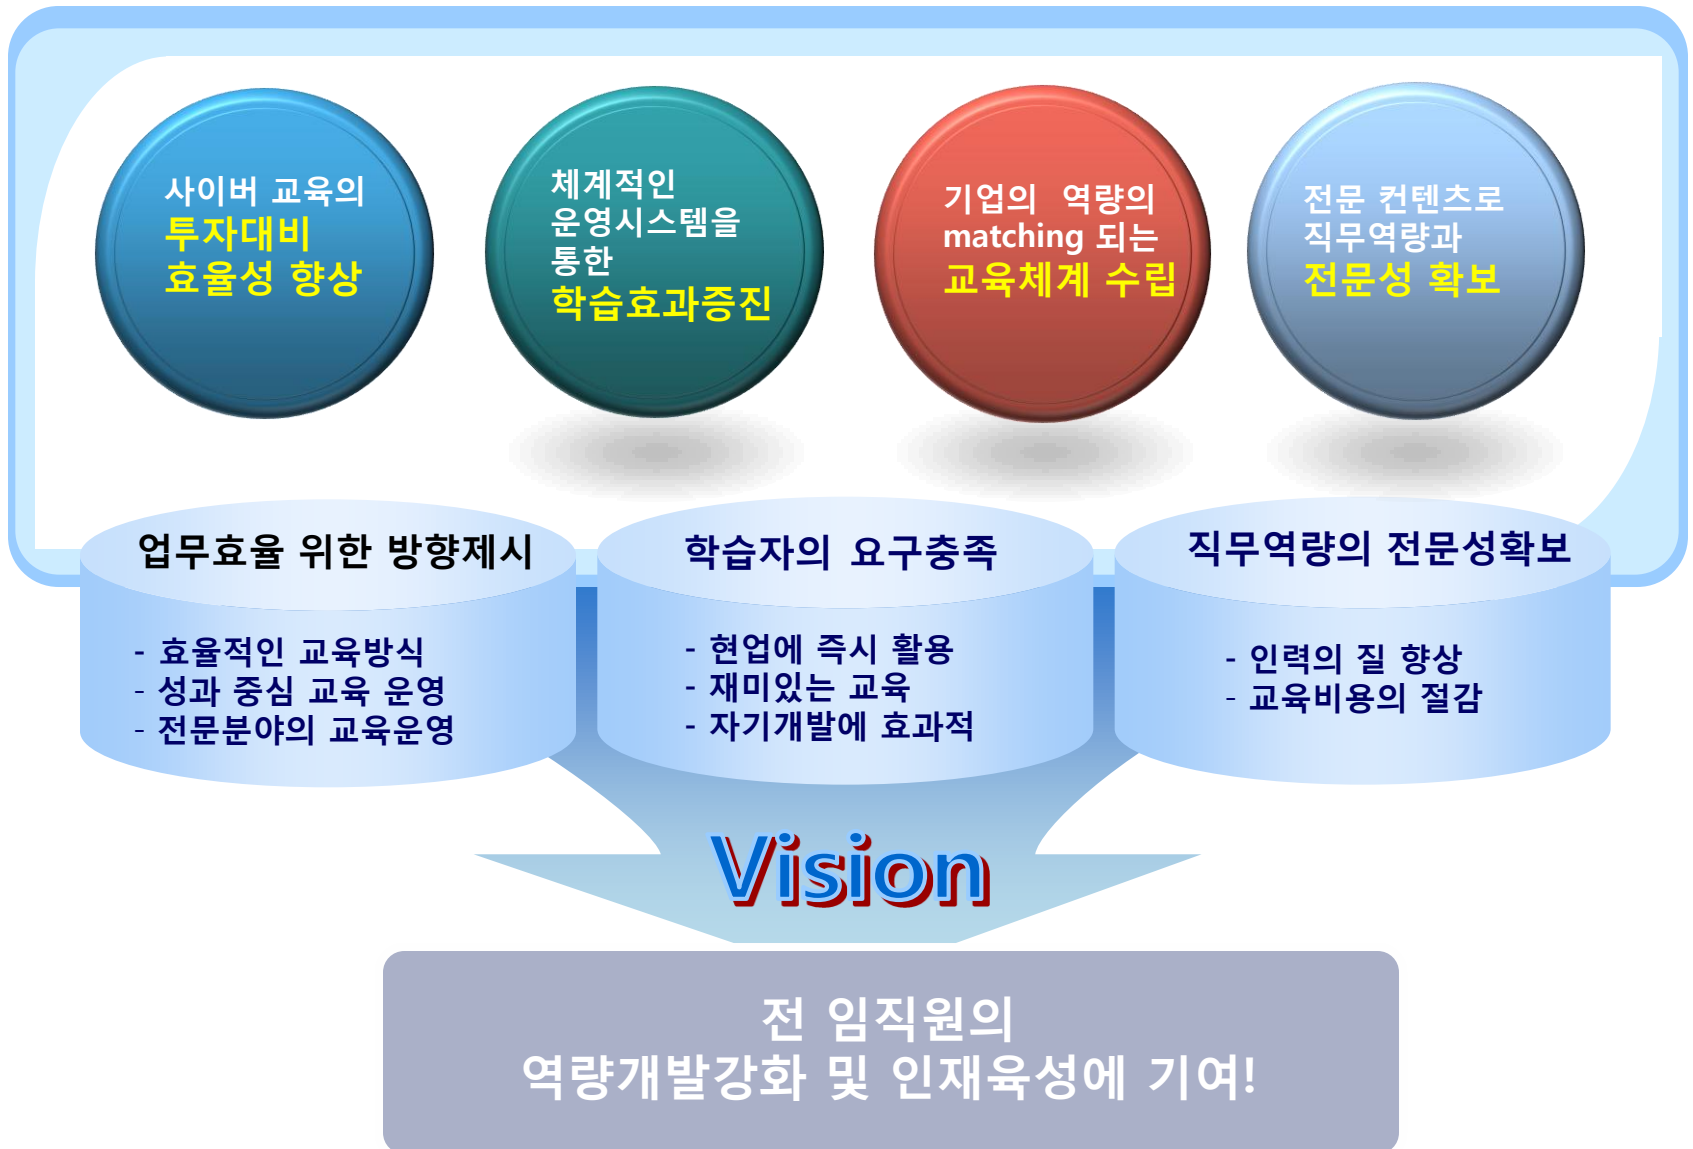 사이버 교육의
투자대비
효율성 향상
체계적인
운영시스템을
통한
학습효과증진
기업의 역량의
matching 되는
교육체계 수립
전문 컨텐츠로
직무역량과
전문성 확보
업무효율 위한 방향제시
- 효율적인 교육방식
- 성과 중심 교육 운영
- 전문분야의 교육운영
학습자의 요구충족
- 현업에 즉시 활용
- 재미있는 교육
- 자기개발에 효과적
직무역량의 전문성확보
- 인력의 질 향상
- 교육비용의 절감
Vision
전 임직원의
역량개발강화 및 인재육성에 기여!